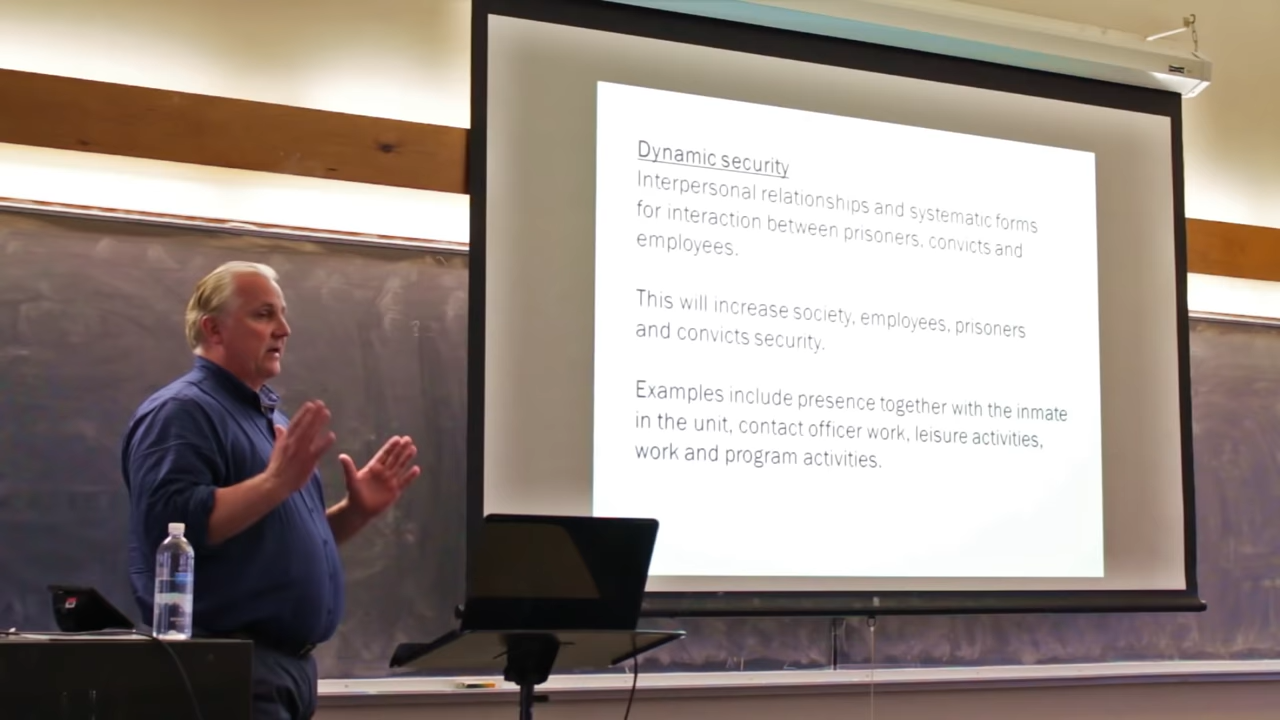 Dynamic security
Interpersonal relationships and systematic forms
for interaction between prisoners, convicts and
employees.
This will increase society, employees, prisoners
and convicts security.
Examples include presence together with the inmate
in the unit, contact officer work, leisure activities,
work and program activities.